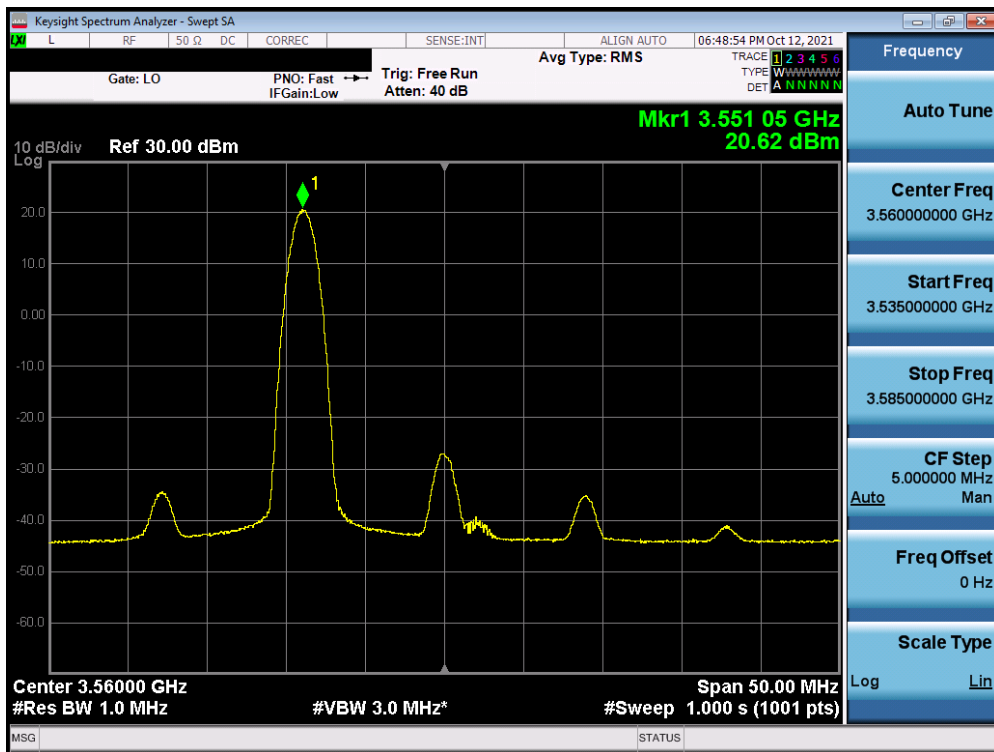 Keysight Spectrum Analyzer - Swept SA
LXI L RF 50 Ω DC CORREC SENSE:INT ALIGN AUTO 06:48:54 PM Oct 12, 2021
Gate: LO
PNO: Fast
IFGain:Low
Trig: Free Run
Atten: 40 dB
Avg Type: RMS
TRACE 1 2 3 4 5 6
TYPE W W W W W W
DET A N N N N N
Mkr1 3.551 05 GHz
20.62 dBm
10 dB/div
Log
Ref 30.00 dBm
1
20.0
10.0
0.00
-10.0
-20.0
-30.0
-40.0
-50.0
-60.0
Center 3.56000 GHz
Span 50.00 MHz
#Res BW 1.0 MHz
#VBW 3.0 MHz*
#Sweep 1.000 s (1001 pts)
MSG
STATUS
Frequency
Auto Tune
Center Freq
3.560000000 GHz
Start Freq
3.535000000 GHz
Stop Freq
3.585000000 GHz
CF Step
5.000000 MHz
Auto Man
Freq Offset
0 Hz
Scale Type
Log Lin